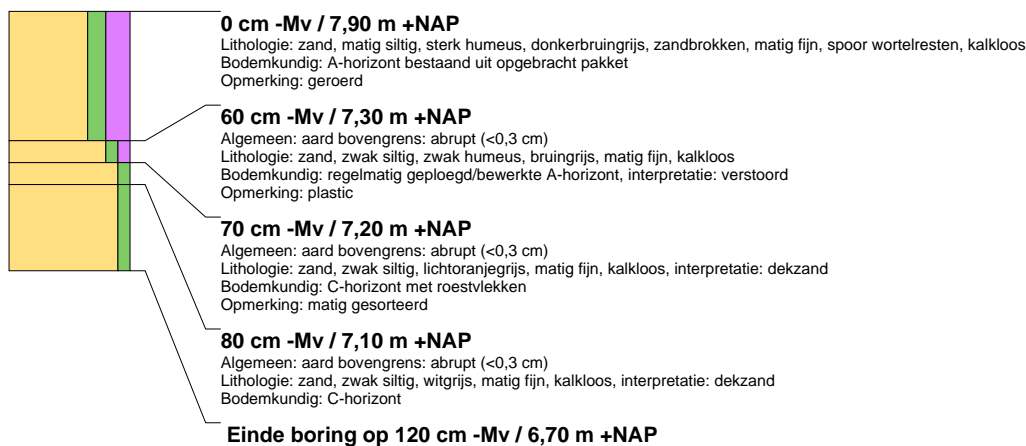 0 cm -Mv / 7,90 m +NAP
Lithologie: zand, matig siltig, sterk humeus, donkerbruingrijs, zandbrokken, matig fijn, spoor wortelresten, kalkloos
Bodemkundig: A-horizont bestaand uit opgebracht pakket
Opmerking: geroerd
60 cm -Mv / 7,30 m +NAP
Algemeen: aard bovengrens: abrupt (<0,3 cm)
Lithologie: zand, zwak siltig, zwak humeus, bruingrijs, matig fijn, kalkloos
Bodemkundig: regelmatig geploegd/bewerkte A-horizont, interpretatie: verstoord
Opmerking: plastic
70 cm -Mv / 7,20 m +NAP
Algemeen: aard bovengrens: abrupt (<0,3 cm)
Lithologie: zand, zwak siltig, lichtoranjegrijs, matig fijn, kalkloos, interpretatie: dekzand
Bodemkundig: C-horizont met roestvlekken
Opmerking: matig gesorteerd
80 cm -Mv / 7,10 m +NAP
Algemeen: aard bovengrens: abrupt (<0,3 cm)
Lithologie: zand, zwak siltig, witgrijs, matig fijn, kalkloos, interpretatie: dekzand
Bodemkundig: C-horizont
Einde boring op 120 cm -Mv / 6,70 m +NAP